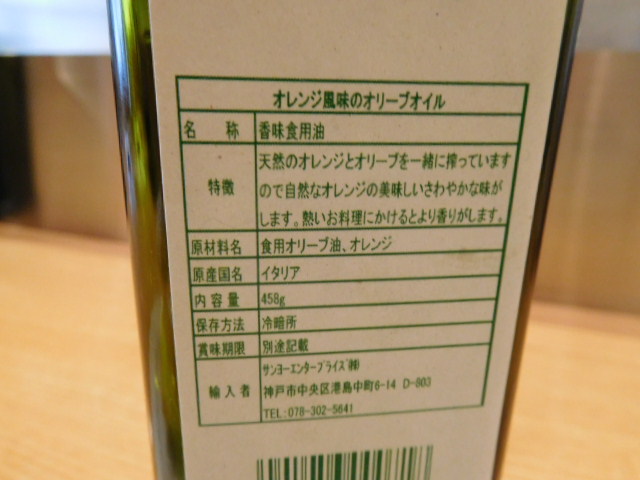 オレンジ風味のオリーブオイル
名　称 香味食用油
特徴 天然のオレンジとオリーブを一緒に搾っています
ので自然なオレンジの美味しいさわやかな味が
します。熱いお料理にかけるとより香りがします。
原材料名 食用オリーブ油、オレンジ
原産国名 イタリア
内容量 458g
保存方法 冷暗所
賞味期限 別途記載
輸入者 サンヨーエンタープライズ㈱
神戸市中央区港島中町6-14 D-803
TEL:078-302-5641